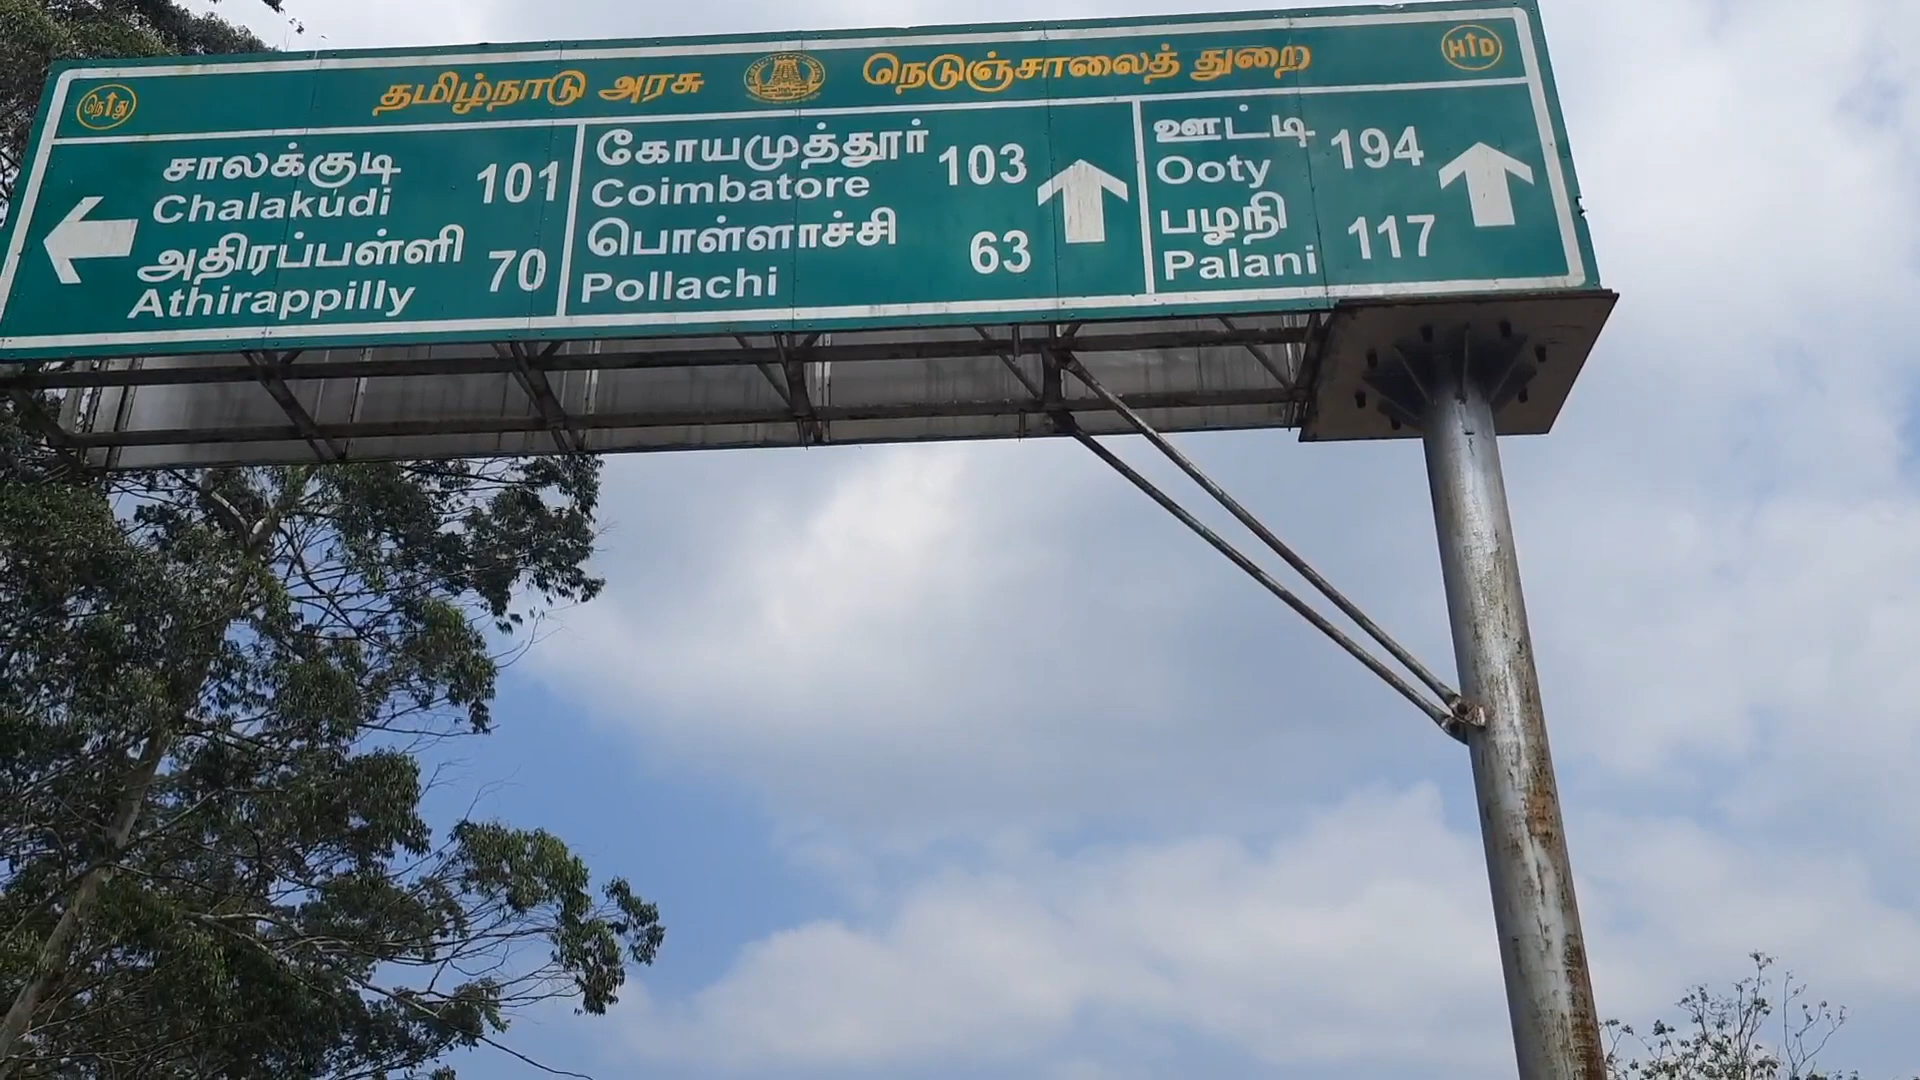 நெ து
தமிழ்நாடு அரசு
நெடுஞ்சாலைத் துறை
H D
சாலக்குடி 101
Chalakudi
அதிரப்பள்ளி 70
Athirappilly
கோயமுத்தூர் 103
Coimbatore
பொள்ளாச்சி 63
Pollachi
ஊட்டி 194
Ooty
பழநி 117
Palani